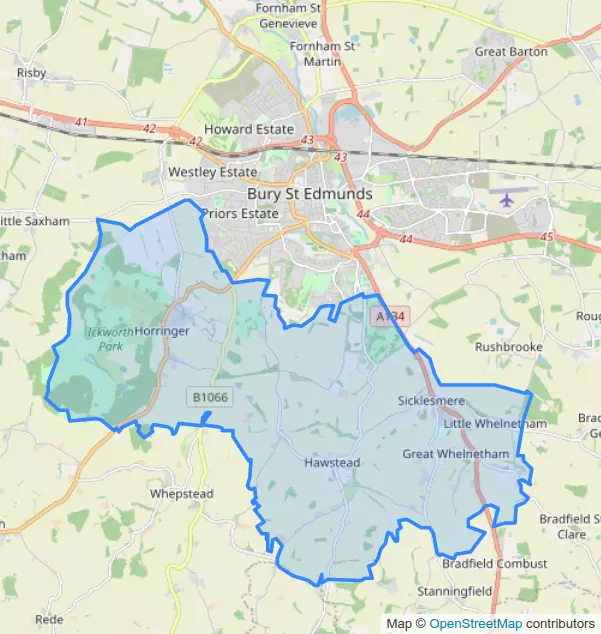 Fornham St
Genevieve
Fornham St
Martin
Great Barton
Risby
41
42
42
Howard Estate
43
43
Westley Estate
Bury St Edmunds
Priors Estate
44
44
45
ttle Saxham
ham
A134
Roug
Rushbrooke
Ickworth
Park
Horringer
B1066
Sicklesmere
Little Whelnetham
Brad
Ge
Great Whelnetham
Hawstead
Whepstead
h
Bradfield St
Clare
Bradfield Combust
Stanningfield
Rede
Map © OpenStreetMap contributors